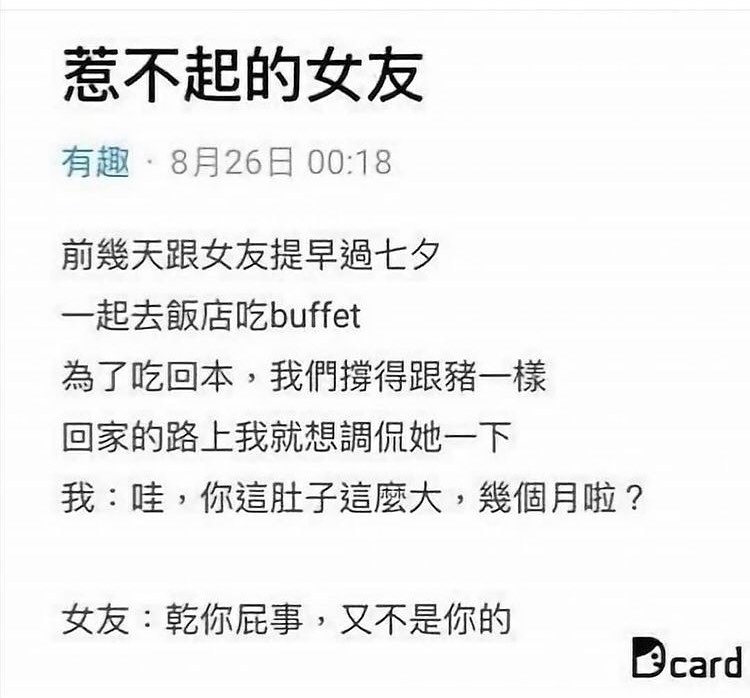 惹不起的女友
有趣 · 8月26日 00:18
前幾天跟女友提早過七夕
一起去飯店吃buffet
為了吃回本，我們撐得跟豬一樣
回家的路上我就想調侃她一下
我：哇，你這肚子這麼大，幾個月啦？
女友：乾你屁事，又不是你的
Dcard